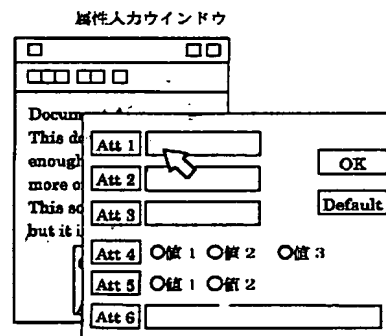 属性入力ウインドウ
Document
This do
enough
more o
This so
but it i
Att 1
Att 2
Att 3
Att 4 値 1 値 2 値 3
Att 5 値 1 値 2
Att 6
OK
Default